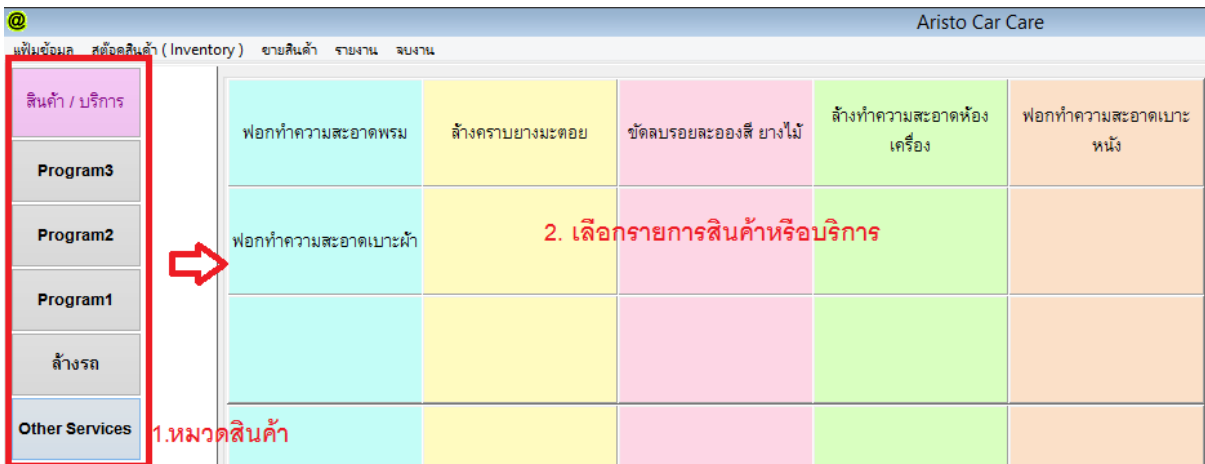 @
Aristo Car Care
แฟ้มข้อมูล สต๊อคสินค้า ( Inventory ) ขายสินค้า รายงาน จบงาน
สินค้า / บริการ
Program3
Program2
Program1
ล้างรถ
Other Services
1.หมวดสินค้า
ฟอกทำความสะอาดพรม
ล้างคราบยางมะตอย
ขัดลบรอยละอองสี ยางไม้
ล้างทำความสะอาดห้อง
เครื่อง
ฟอกทำความสะอาดเบาะ
หนัง
ฟอกทำความสะอาดเบาะผ้า
2. เลือกรายการสินค้าหรือบริการ